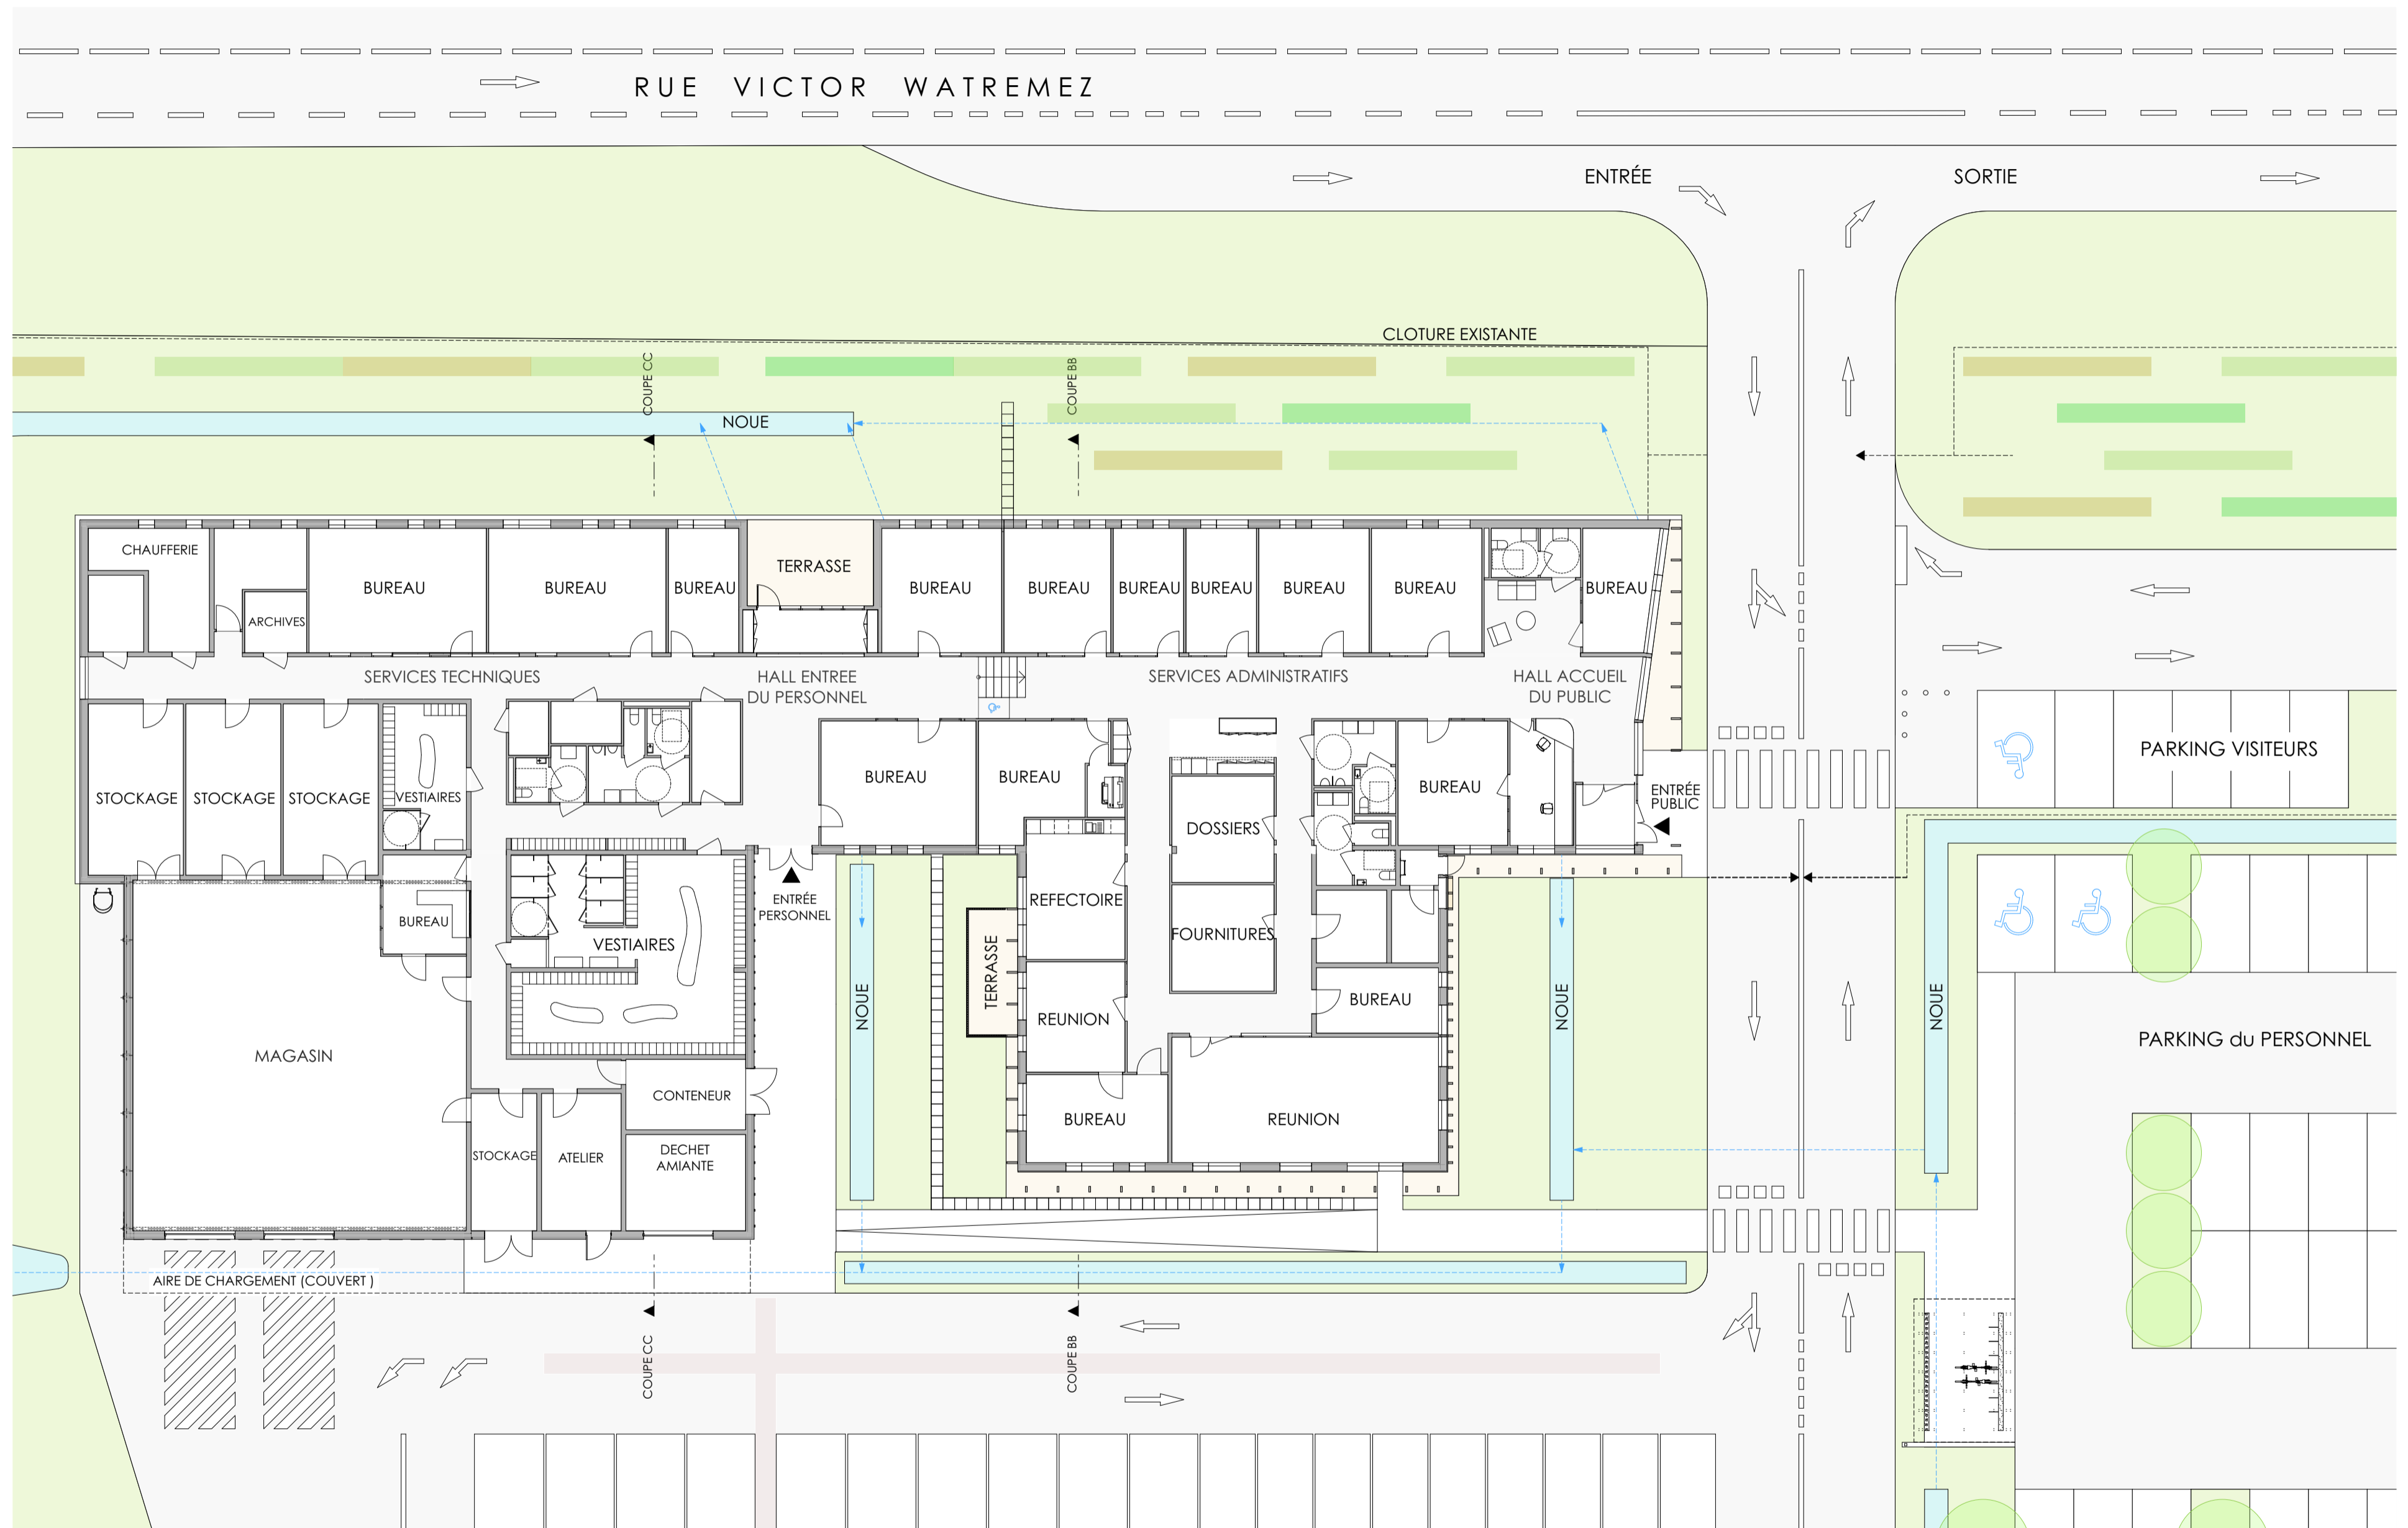 RUE VICTOR WATREMEZ
ENTRÉE
SORTIE
CLOTURE EXISTANTE
COUPE CC
COUPE BB
NOUE
CHAUFFERIE
ARCHIVES
BUREAU
BUREAU
BUREAU
TERRASSE
BUREAU
BUREAU
BUREAU
BUREAU
BUREAU
BUREAU
BUREAU
SERVICES TECHNIQUES
HALL ENTREE
DU PERSONNEL
SERVICES ADMINISTRATIFS
HALL ACCUEIL
DU PUBLIC
STOCKAGE
STOCKAGE
STOCKAGE
VESTIAIRES
BUREAU
BUREAU
DOSSIERS
BUREAU
ENTRÉE
PUBLIC
PARKING VISITEURS
BUREAU
VESTIAIRES
ENTRÉE
PERSONNEL
REFECTOIRE
FOURNITURES
TERRASSE
NOUE
REUNION
BUREAU
NOUE
NOUE
PARKING du PERSONNEL
MAGASIN
CONTENEUR
STOCKAGE
ATELIER
DECHET
AMIANTE
BUREAU
REUNION
AIRE DE CHARGEMENT (COUVERT )
COUPE CC
COUPE BB